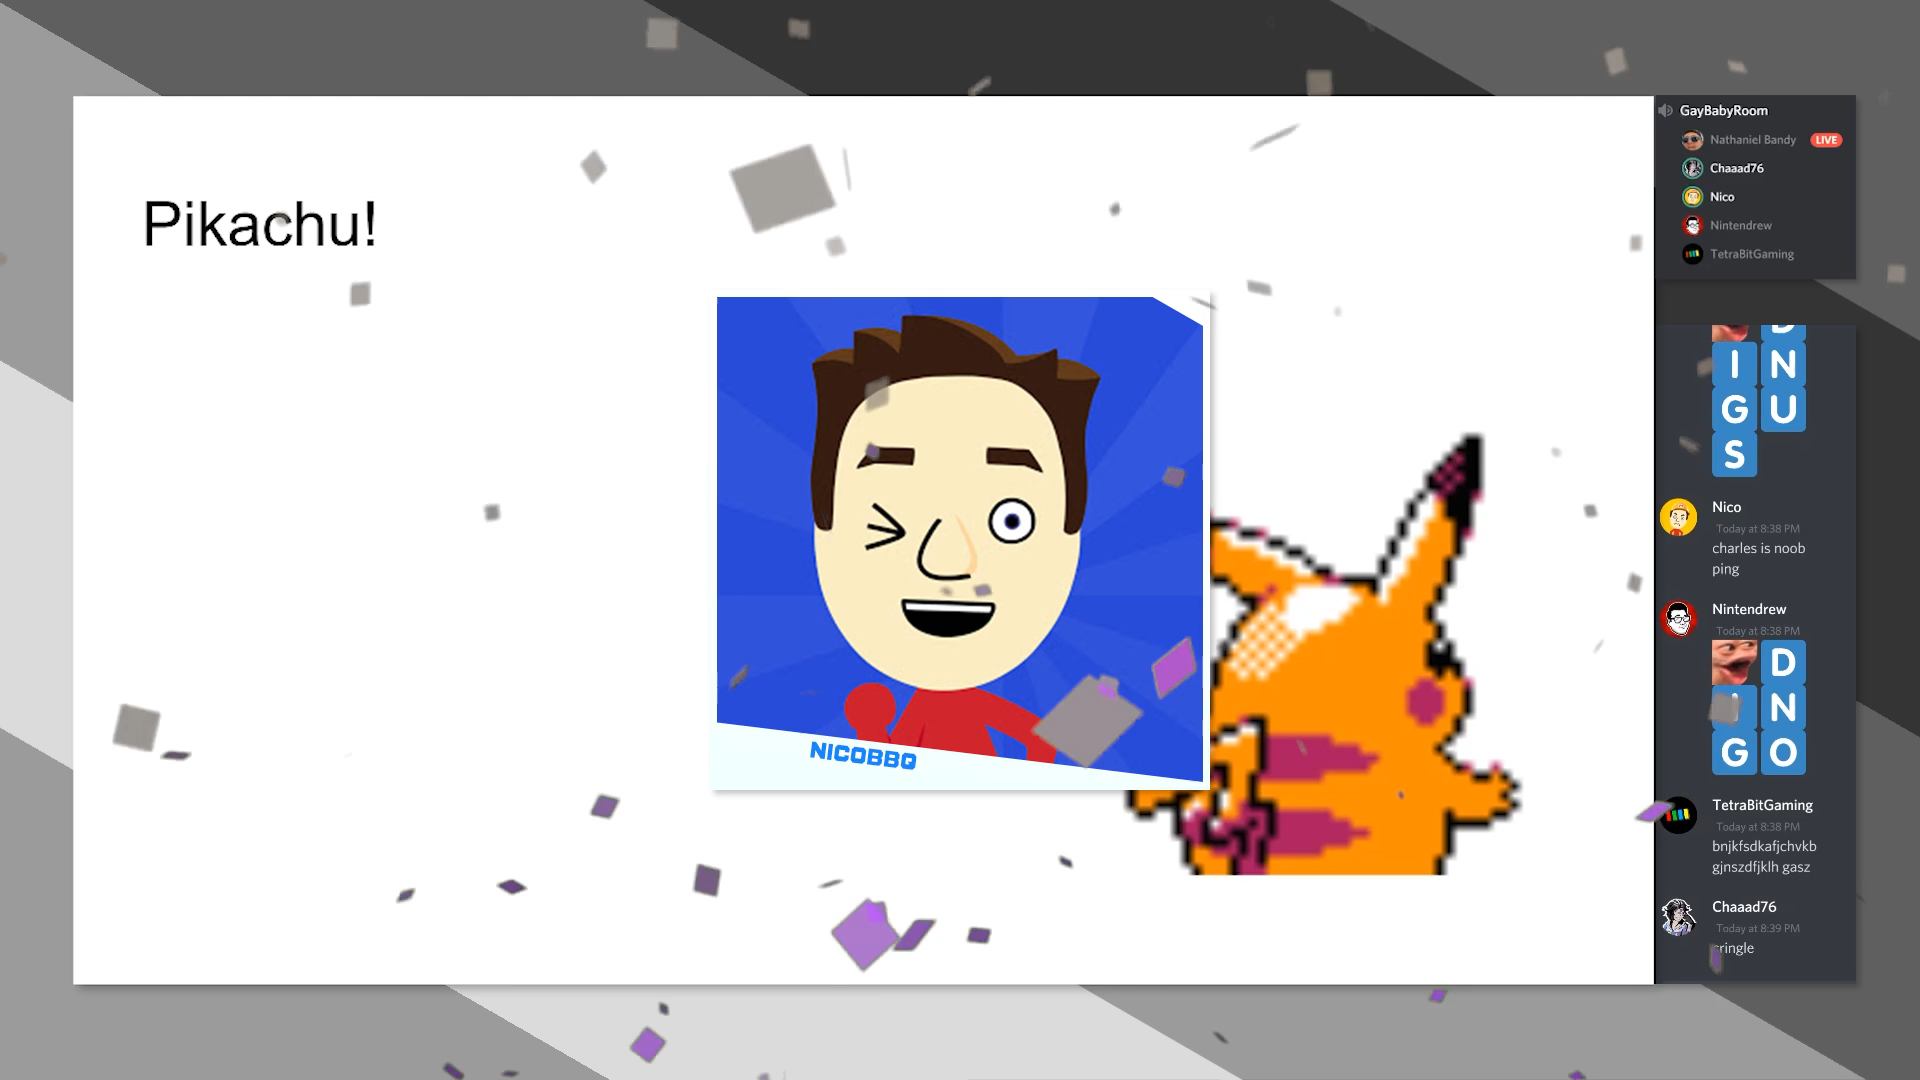 Pikachu!
NICOBBQ
GayBabyRoom
Nathaniel Bandy LIVE
Chaaad76
Nico
Nintendrew
TetraBitGaming
D
I N
G U
S
Nico
Today at 8:38 PM
charles is noob
ping
Nintendrew
Today at 8:38 PM
D
I N
G O
TetraBitGaming
Today at 8:38 PM
bnjkfsdkafjchvkb
gjnszdfjklh gasz
Chaaad76
Today at 8:39 PM
cringle